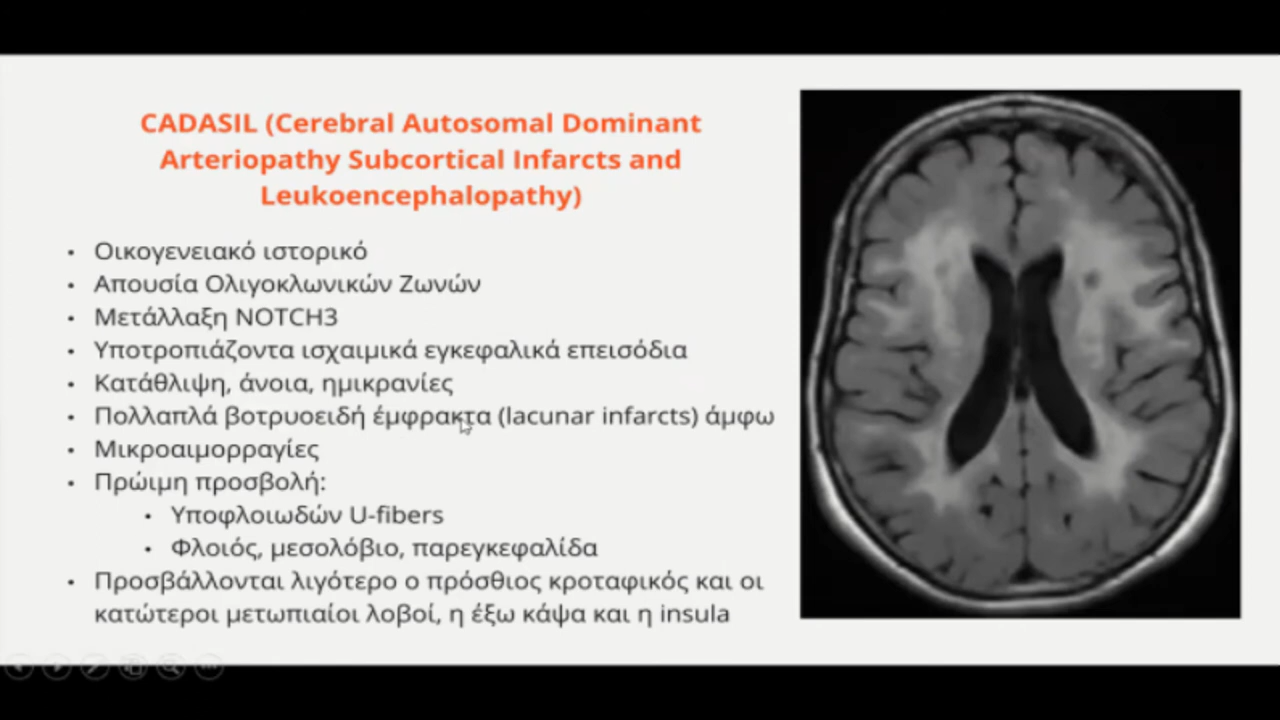 CADASIL (Cerebral Autosomal Dominant
Arteriopathy Subcortical Infarcts and
Leukoencephalopathy)
• Οικογενειακό ιστορικό
• Απουσία Ολιγοκλωνικών Ζωνών
• Μετάλλαξη NOTCH3
• Υποτροπιάζοντα ισχαιμικά εγκεφαλικά επεισόδια
• Κατάθλιψη, άνοια, ημικρανίες
• Πολλαπλά βοτρυοειδή έμφρακτα (lacunar infarcts) άμφω
• Μικροαιμορραγίες
• Πρώιμη προσβολή:
• Υποφλοιωδών U-fibers
• Φλοιός, μεσολόβιο, παρεγκεφαλίδα
• Προσβάλλονται λιγότερο ο πρόσθιος κροταφικός και οι
κατώτεροι μετωπιαίοι λοβοί, η έξω κάψα και η insula